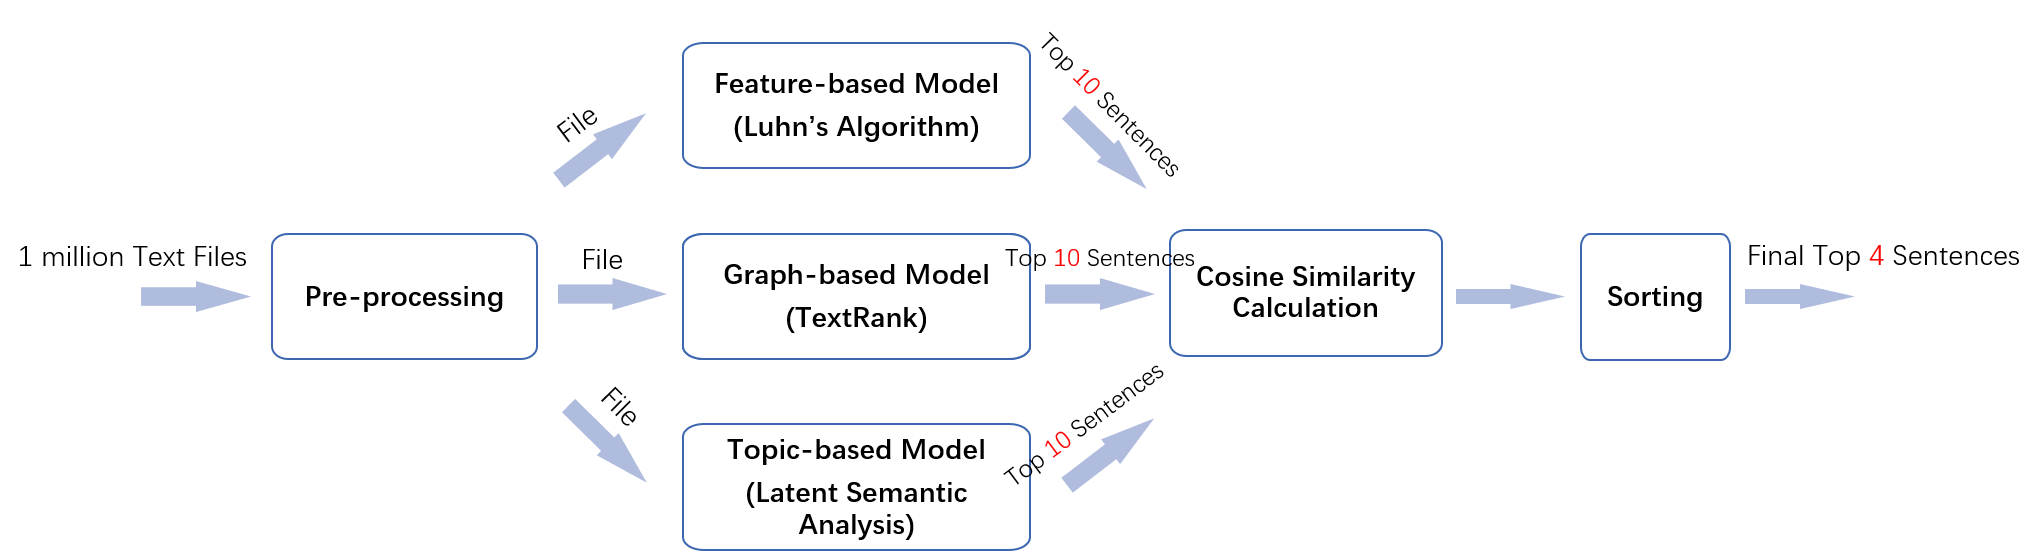 1 million Text Files
Pre-processing
File
File
File
Feature-based Model
(Luhn’s Algorithm)
Graph-based Model
(TextRank)
Topic-based Model
(Latent Semantic
Analysis)
Top 10 Sentences
Top 10 Sentences
Top 10 Sentences
Cosine Similarity
Calculation
Sorting
Final Top 4 Sentences